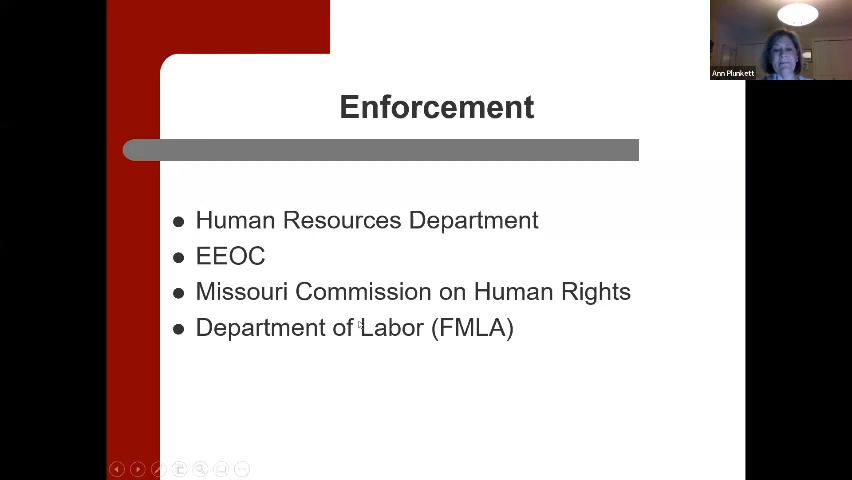 Enforcement
Human Resources Department
EEOC
Missouri Commission on Human Rights
Department of Labor (FMLA)
Ann Plunkett